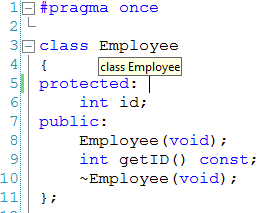 1 #pragma once
2
3 class Employee
4 { class Employee
5 protected:
6 int id;
7 public:
8 Employee(void);
9 int getID() const;
10 ~Employee(void);
11 };